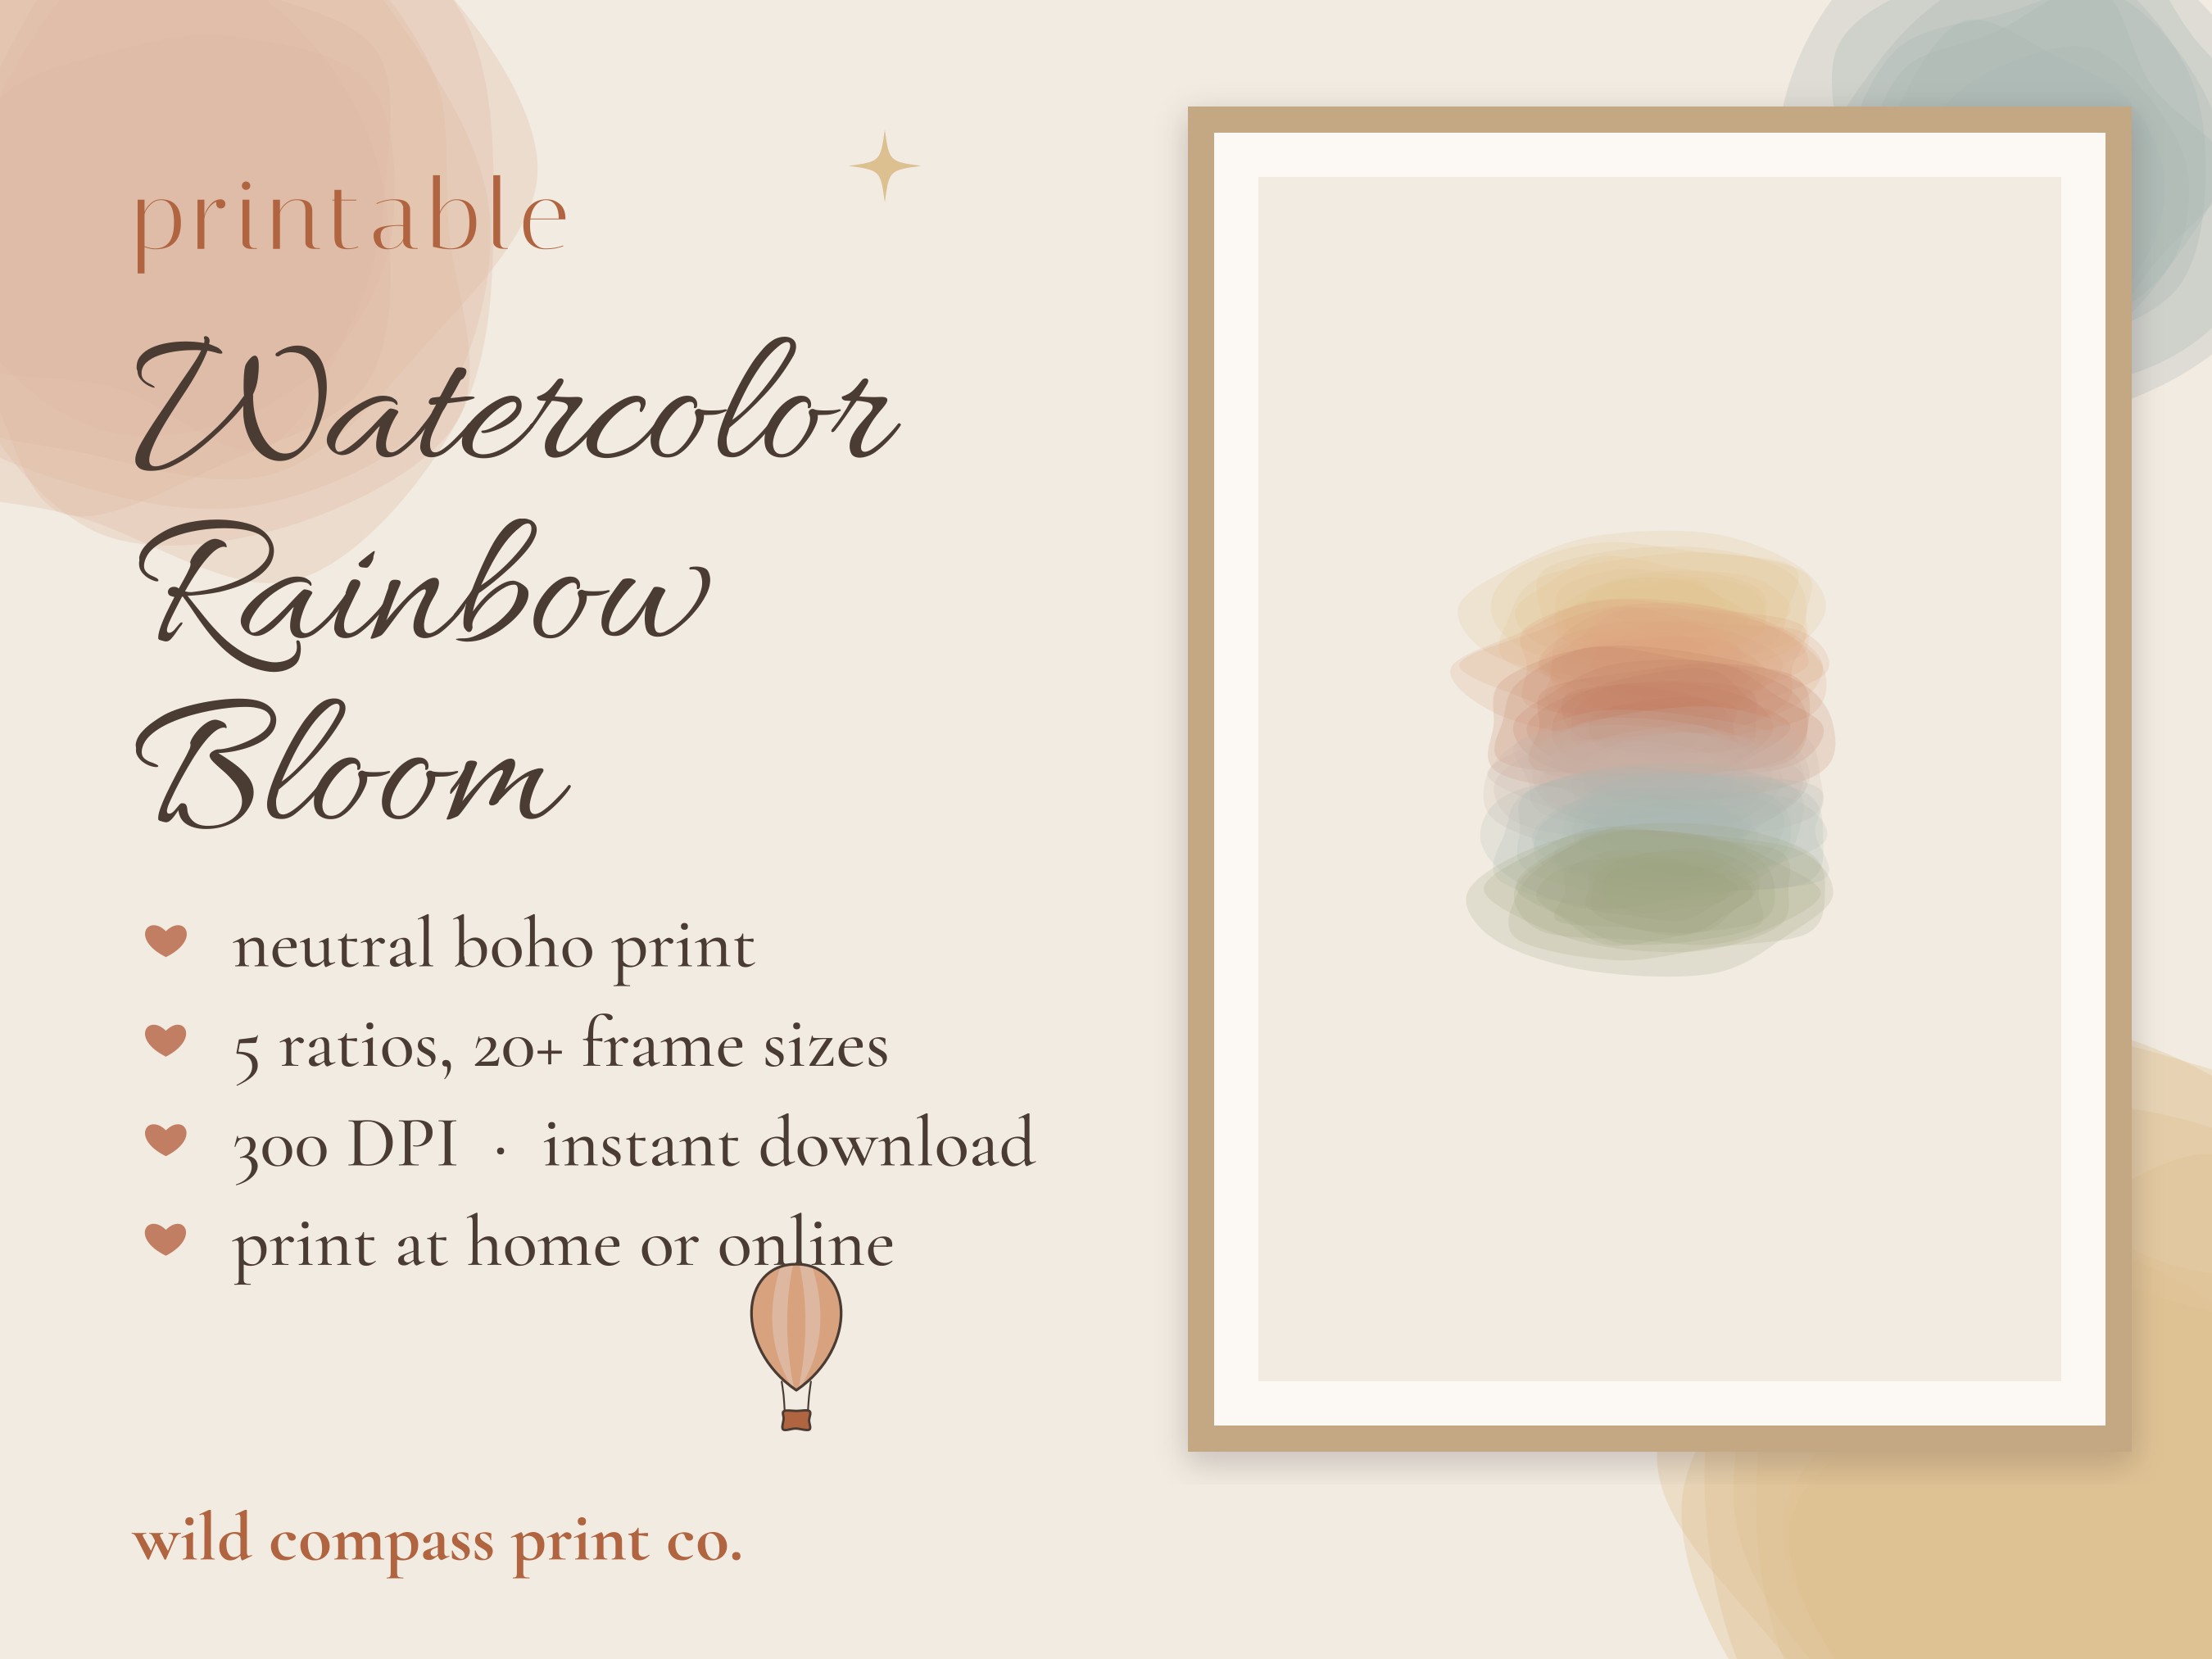 printable
Watercolor
Rainbow
Bloom
neutral boho print
5 ratios, 20+ frame sizes
300 DPI · instant download
print at home or online
wild compass print co.